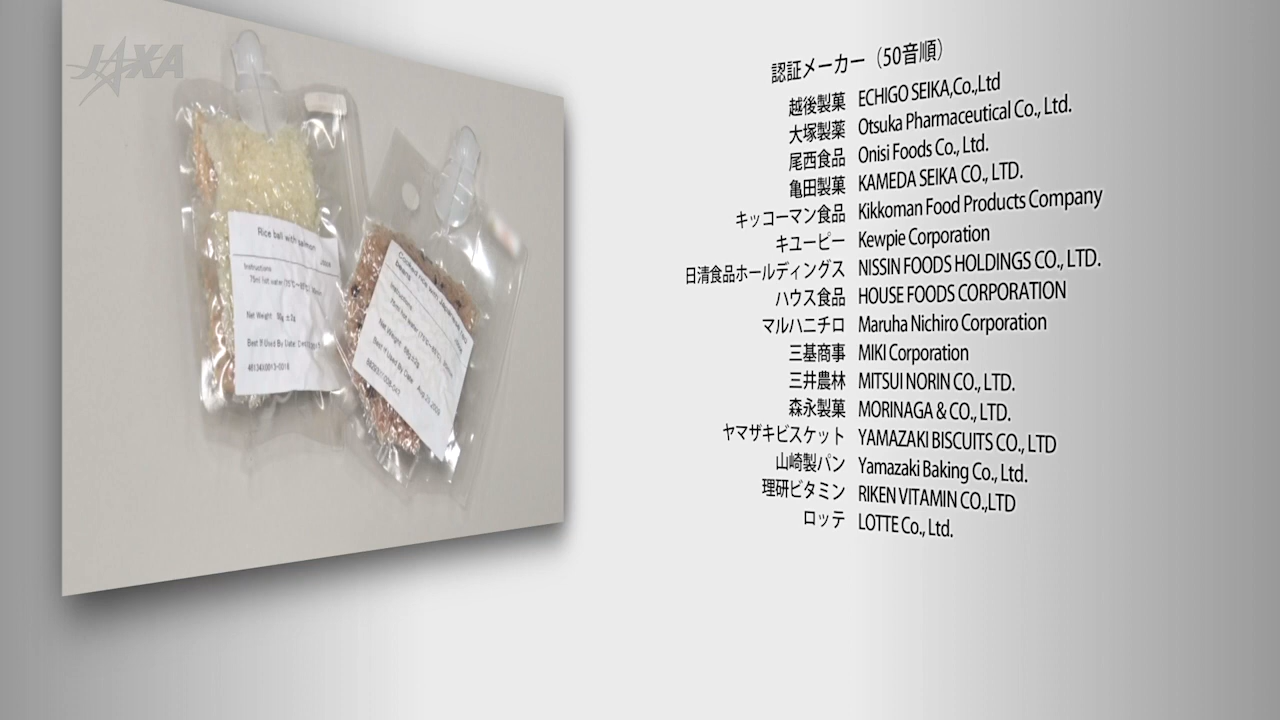 JAXA
Rice ball with salmon
Instructions
Net Weight
Best If Used By Date
Instructions
Net Weight
Best If Used By Date
認証メーカー（50音順）
越後製菓 ECHIGO SEIKA,Co.,Ltd
大塚製薬 Otsuka Pharmaceutical Co., Ltd.
尾西食品 Onisi Foods Co., Ltd.
亀田製菓 KAMEDA SEIKA CO., LTD.
キッコーマン食品 Kikkoman Food Products Company
キユーピー Kewpie Corporation
日清食品ホールディングス NISSIN FOODS HOLDINGS CO., LTD.
ハウス食品 HOUSE FOODS CORPORATION
マルハニチロ Maruha Nichiro Corporation
三基商事 MIKI Corporation
三井農林 MITSUI NORIN CO., LTD.
森永製菓 MORINAGA & CO., LTD.
ヤマザキビスケット YAMAZAKI BISCUITS CO., LTD
山崎製パン Yamazaki Baking Co., Ltd.
理研ビタミン RIKEN VITAMIN CO.,LTD
ロッテ LOTTE Co., Ltd.